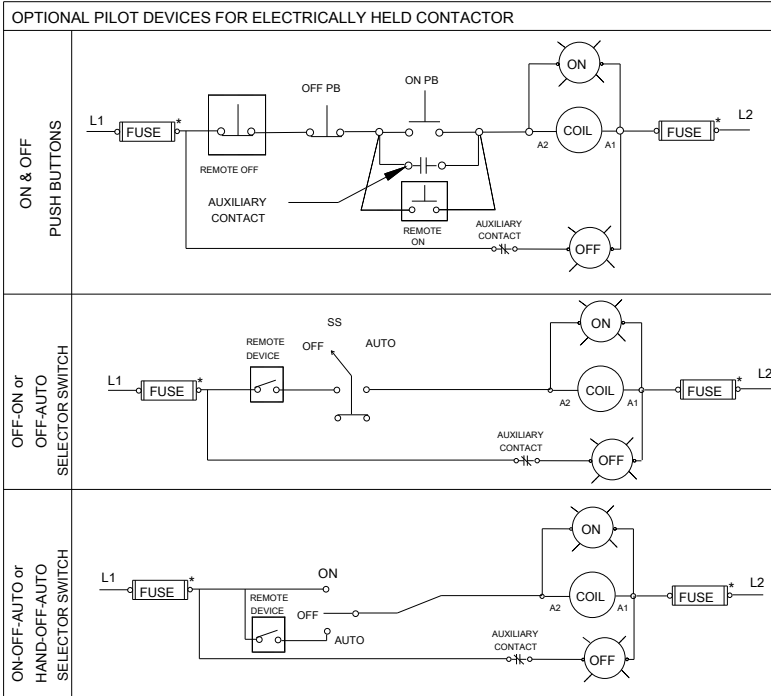 OPTIONAL PILOT DEVICES FOR ELECTRICALLY HELD CONTACTOR
ON & OFF
PUSH BUTTONS
L1
FUSE
*
REMOTE OFF
OFF PB
ON PB
AUXILIARY
CONTACT
REMOTE
ON
ON
COIL
A2
A1
FUSE
*
L2
AUXILIARY
CONTACT
OFF
OFF-ON or
OFF-AUTO
SELECTOR SWITCH
L1
FUSE
*
REMOTE
DEVICE
SS
OFF
AUTO
ON
COIL
A2
A1
FUSE
*
L2
AUXILIARY
CONTACT
OFF
ON-OFF-AUTO or
HAND-OFF-AUTO
SELECTOR SWITCH
L1
FUSE
*
REMOTE
DEVICE
ON
OFF
AUTO
ON
COIL
A2
A1
FUSE
*
L2
AUXILIARY
CONTACT
OFF